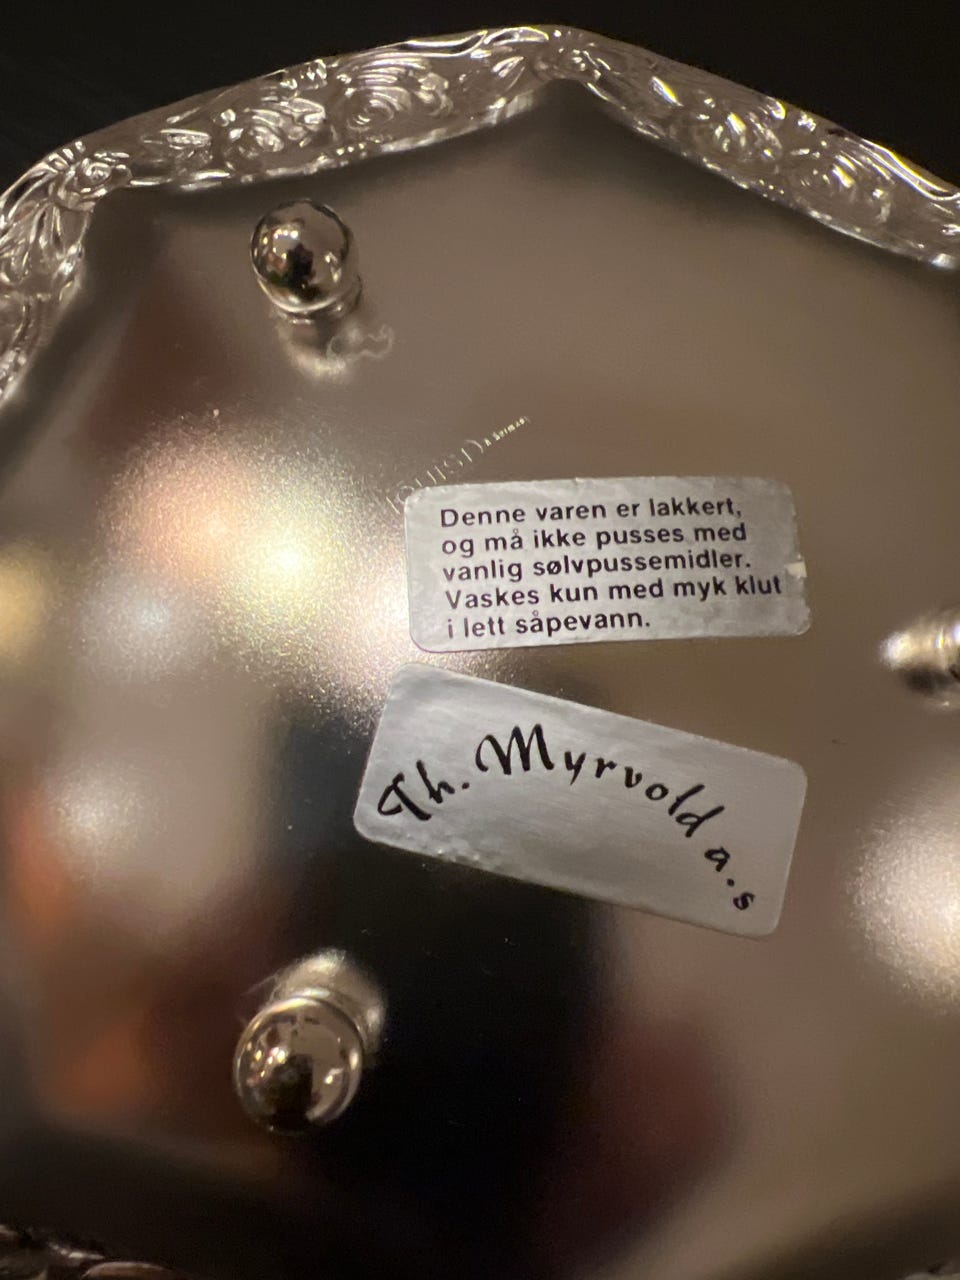 Denne varen er lakkert,
og må ikke pusses med
vanlig sølvpussemidler.
Vaskes kun med myk klut
i lett såpevann.
Th. Myrvold a.s